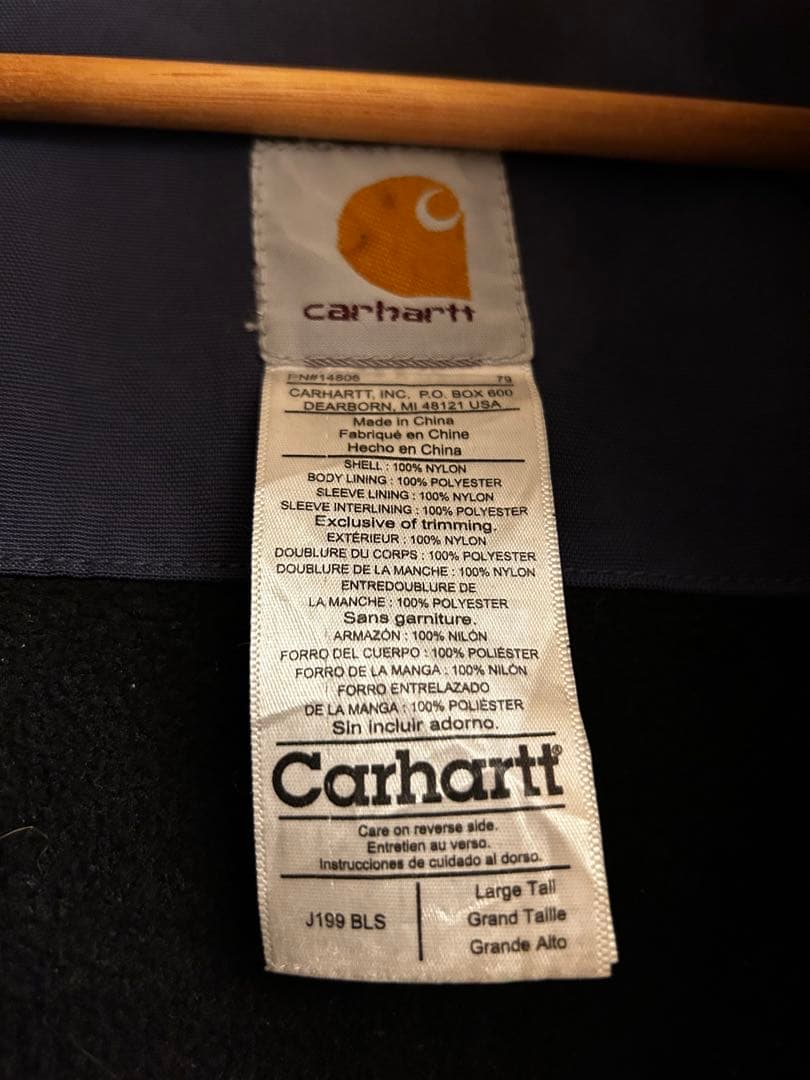 carhartt
PN#14806 79
CARHARTT, INC. P.O. BOX 600
DEARBORN, MI 48121 USA
Made in China
Fabriqué en Chine
Hecho en China
SHELL : 100% NYLON
BODY LINING : 100% POLYESTER
SLEEVE LINING : 100% NYLON
SLEEVE INTERLINING : 100% POLYESTER
Exclusive of trimming.
EXTÉRIEUR : 100% NYLON
DOUBLURE DU CORPS : 100% POLYESTER
DOUBLURE DE LA MANCHE : 100% NYLON
ENTREDOUBLURE DE
LA MANCHE : 100% POLYESTER
Sans garniture.
ARMAZÓN : 100% NILÓN
FORRO DEL CUERPO : 100% POLIÉSTER
FORRO DE LA MANGA : 100% NILÓN
FORRO ENTRELAZADO
DE LA MANGA : 100% POLIÉSTER
Sin incluir adorno.
Carhartt®
Care on reverse side.
Entretien au verso.
Instrucciones de cuidado al dorso.
J199 BLS
Large Tall
Grand Taille
Grande Alto